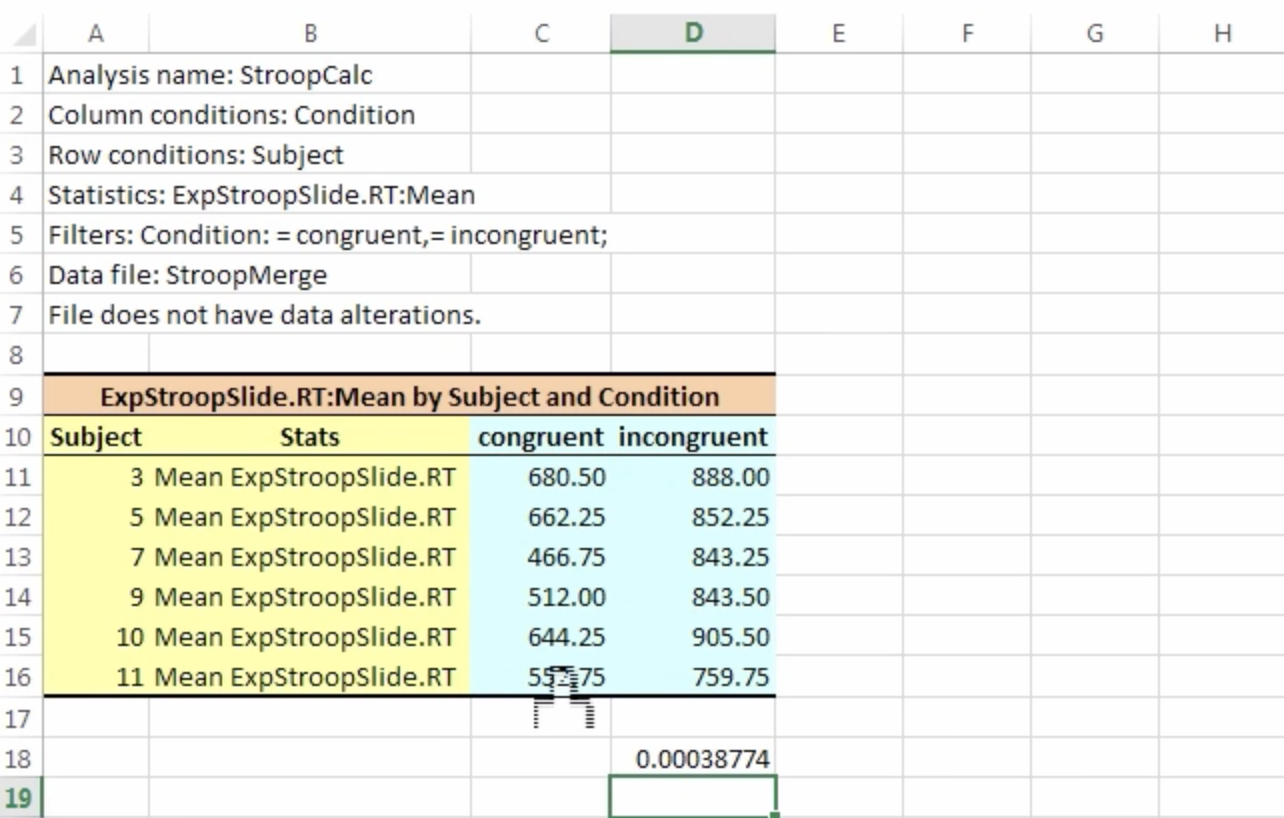 A B C D E F G H
1 Analysis name: StroopCalc
2 Column conditions: Condition
3 Row conditions: Subject
4 Statistics: ExpStroopSlide.RT:Mean
5 Filters: Condition: = congruent,= incongruent;
6 Data file: StroopMerge
7 File does not have data alterations.
8
9 ExpStroopSlide.RT:Mean by Subject and Condition
10 Subject Stats congruent incongruent
11 3 Mean ExpStroopSlide.RT 680.50 888.00
12 5 Mean ExpStroopSlide.RT 662.25 852.25
13 7 Mean ExpStroopSlide.RT 466.75 843.25
14 9 Mean ExpStroopSlide.RT 512.00 843.50
15 10 Mean ExpStroopSlide.RT 644.25 905.50
16 11 Mean ExpStroopSlide.RT 759.75
17
18 0.00038774
19